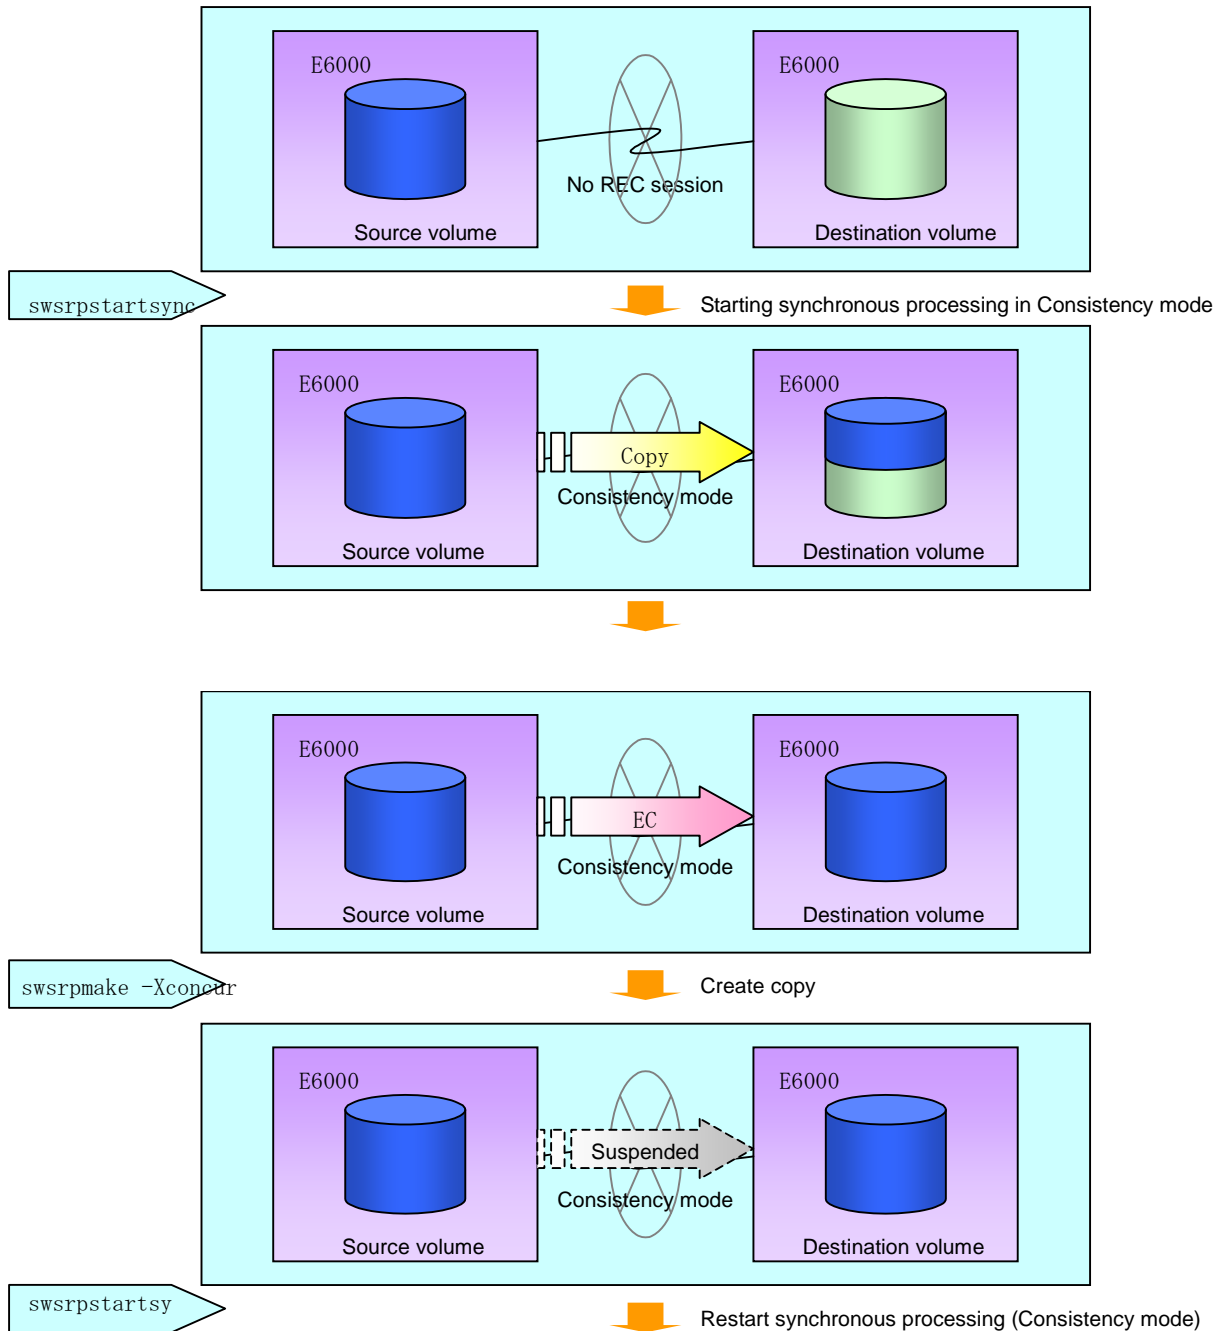 E6000
E6000
No REC session
Source volume
Destination volume
swsrpstartsync
Starting synchronous processing in Consistency mode
E6000
E6000
Copy
Consistency mode
Source volume
Destination volume
E6000
E6000
EC
Consistency mode
Source volume
Destination volume
swsrpmake -Xconcur
Create copy
E6000
E6000
Suspended
Consistency mode
Source volume
Destination volume
swsrpstartsy
Restart synchronous processing (Consistency mode)